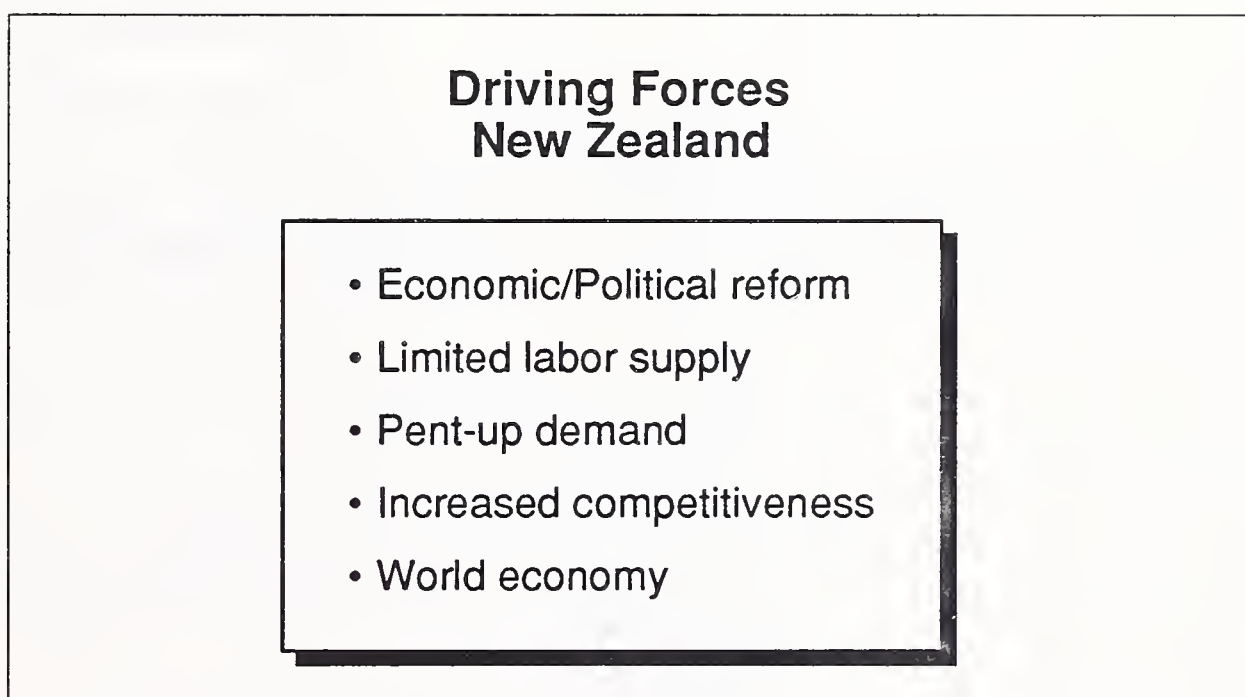 Driving Forces
New Zealand
• Economic/Political reform
• Limited labor supply
• Pent-up demand
• Increased competitiveness
• World economy